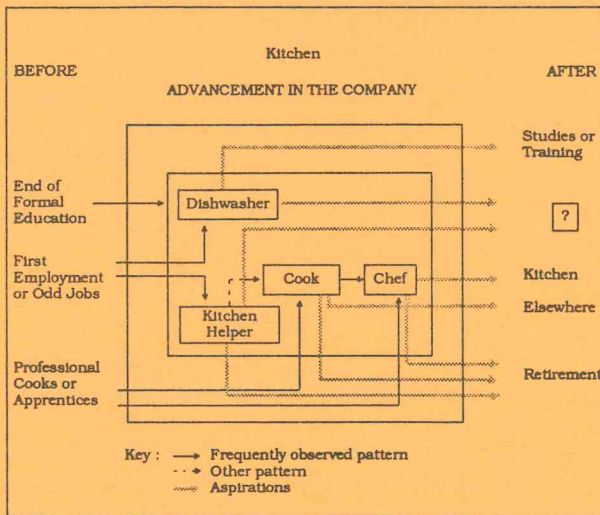 Kitchen
BEFORE
AFTER
ADVANCEMENT IN THE COMPANY
Studies or
Training
End of
Formal
Education
Dishwasher
?
First
Employment
or Odd Jobs
Cook
Chef
Kitchen
Elsewhere
Kitchen
Helper
Professional
Cooks or
Apprentices
Retirement
Key :
Frequently observed pattern
Other pattern
Aspirations